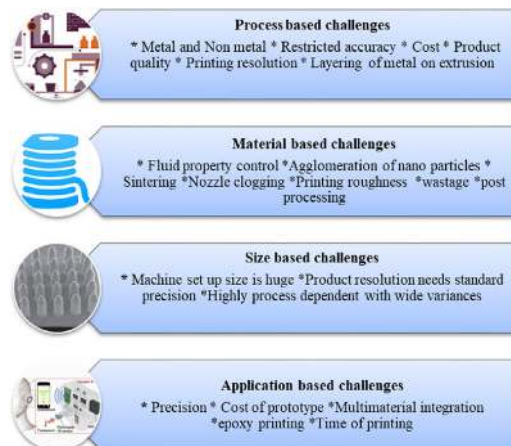 Process based challenges
* Metal and Non metal * Restricted accuracy * Cost * Product
quality * Printing resolution * Layering of metal on extrusion
Material based challenges
* Fluid property control *Agglomeration of nano particles *
Sintering *Nozzle clogging *Printing roughness *wastage *post
processing
Size based challenges
* Machine set up size is huge *Product resolution needs standard
precision *Highly process dependent with wide variances
Application based challenges
* Precision * Cost of prototype *Multimaterial integration
*epoxy printing *Time of printing